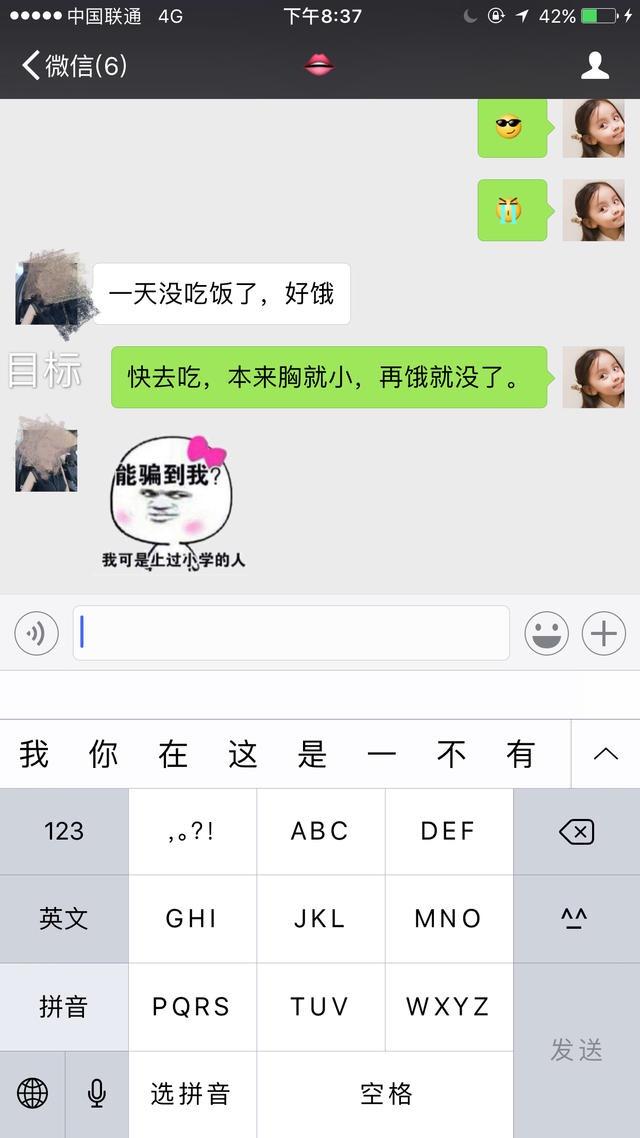 中国联通 4G 下午8:37 42%
微信(6)
一天没吃饭了，好饿
目标
快去吃，本来胸就小，再饿就没了。
能骗到我?
我可是上过小学的人
我 你 在 这 是 一 不 有
123 ,。?! ABC DEF
英文 GHI JKL MNO ^^
拼音 PQRS TUV WXYZ
发送
选拼音 空格